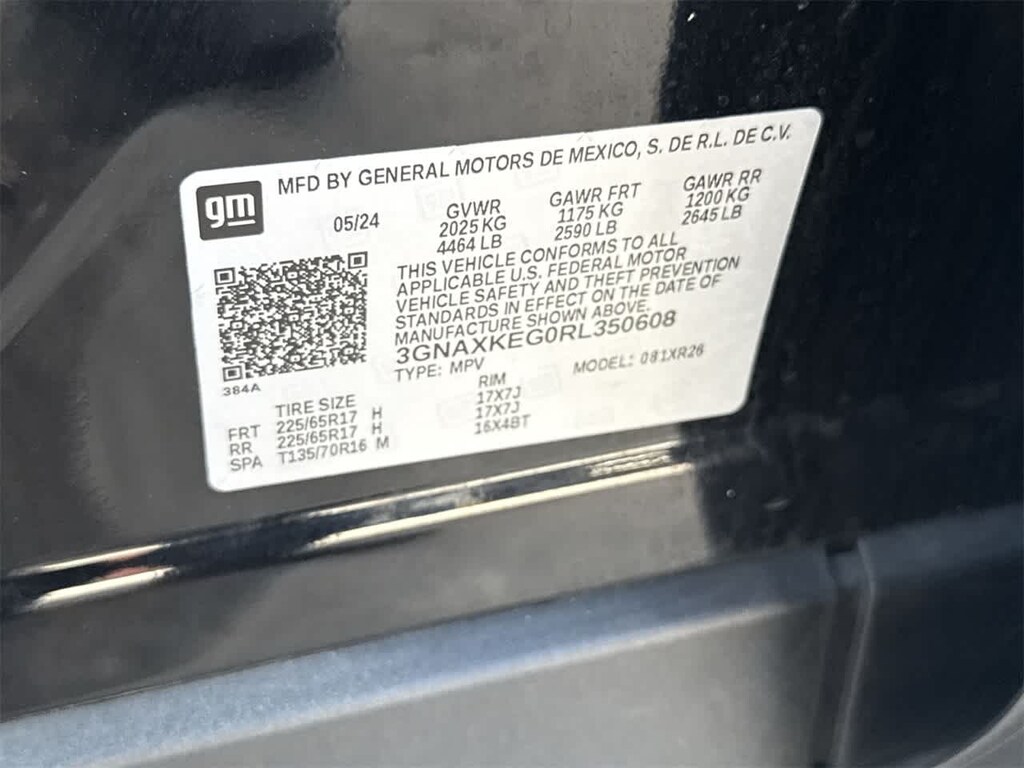 gm
MFD BY GENERAL MOTORS DE MEXICO, S. DE R.L. DE C.V.
05/24
GVWR
2025 KG
4464 LB
GAWR FRT
1175 KG
2590 LB
GAWR RR
1200 KG
2645 LB
THIS VEHICLE CONFORMS TO ALL
APPLICABLE U.S. FEDERAL MOTOR
VEHICLE SAFETY AND THEFT PREVENTION
STANDARDS IN EFFECT ON THE DATE OF
MANUFACTURE SHOWN ABOVE.
3GNAXKEG0RL350608
TYPE: MPV MODEL: 081XR26
384A
TIRE SIZE RIM
FRT 225/65R17 H 17X7J
RR 225/65R17 H 17X7J
SPA T135/70R16 M 16X4BT